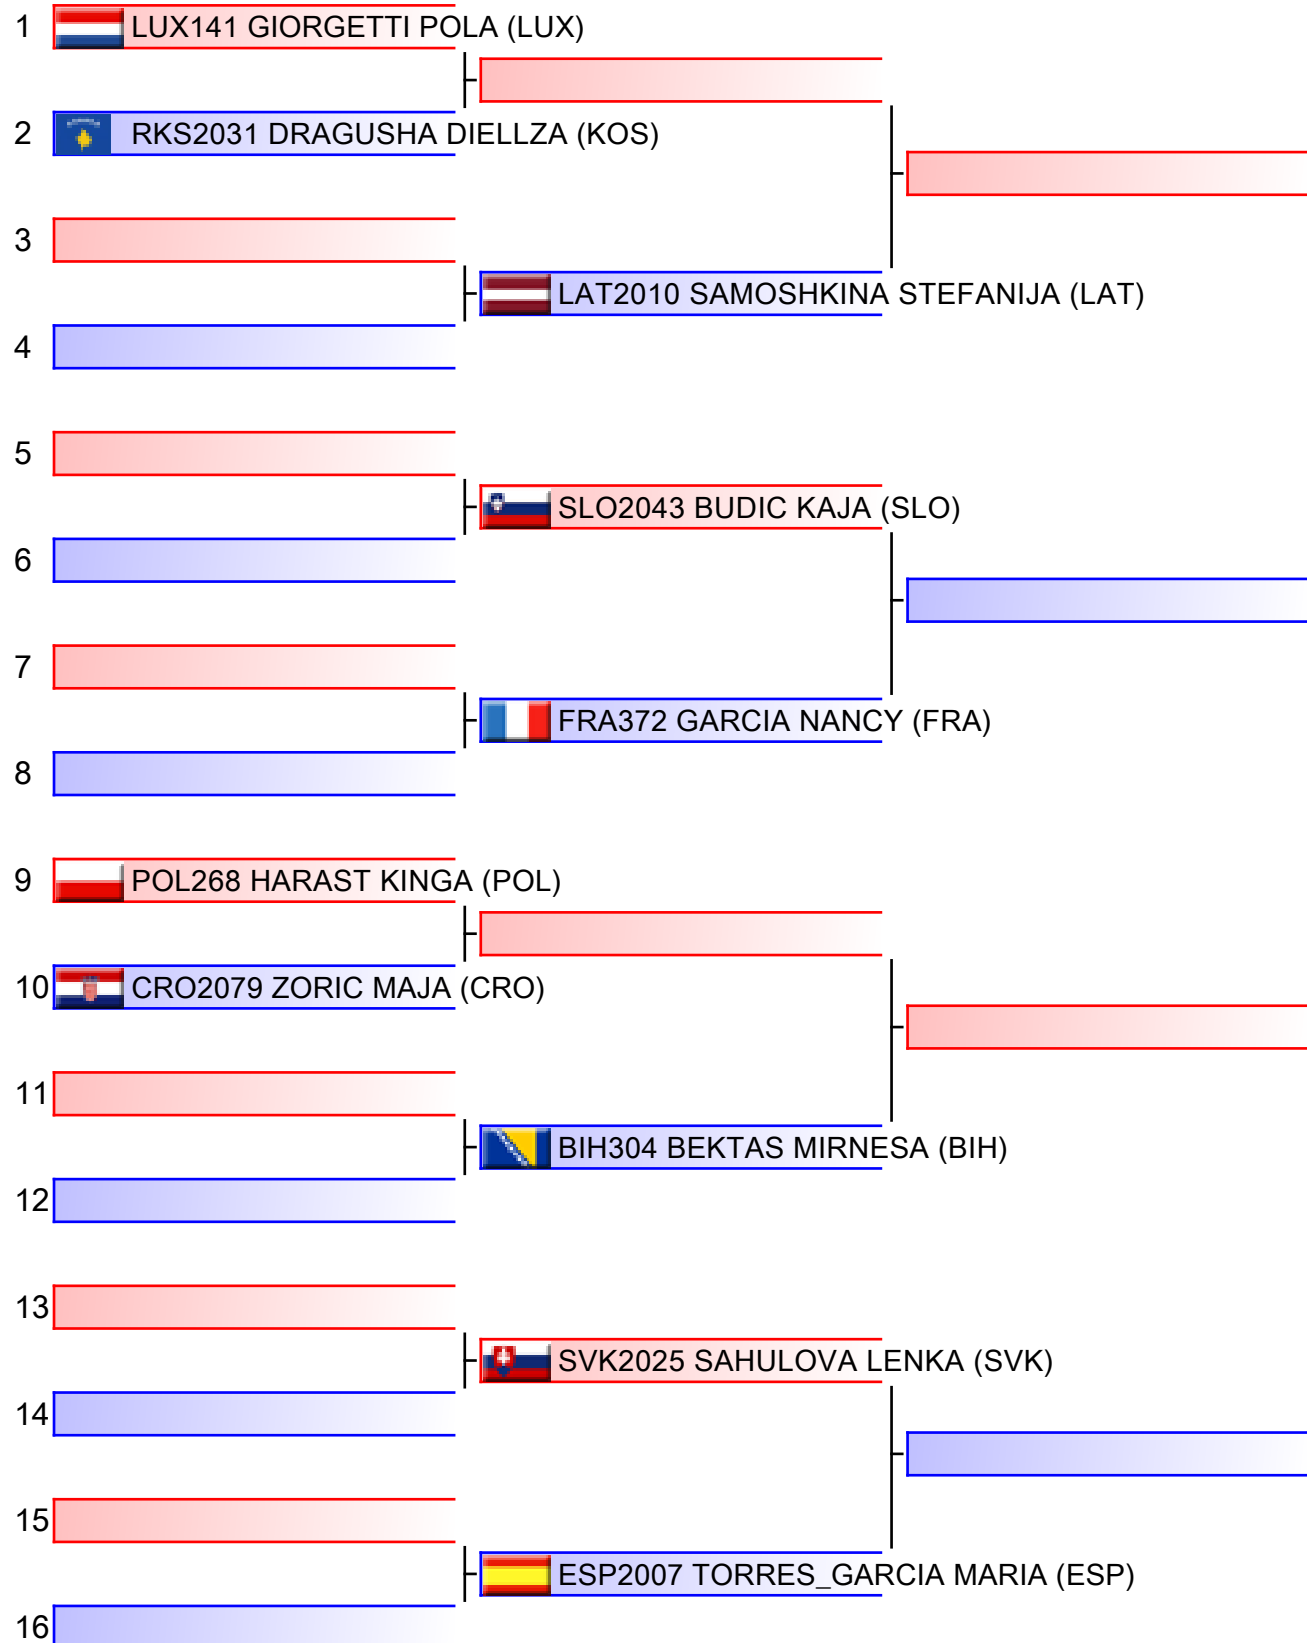 1 LUX141 GIORGETTI POLA (LUX)
2 RKS2031 DRAGUSHA DIELLZA (KOS)
3
LAT2010 SAMOSHKINA STEFANIJA (LAT)
4
5
SLO2043 BUDIC KAJA (SLO)
6
7
FRA372 GARCIA NANCY (FRA)
8
9 POL268 HARAST KINGA (POL)
10 CRO2079 ZORIC MAJA (CRO)
11
BIH304 BEKTAS MIRNESA (BIH)
12
13
SVK2025 SAHULOVA LENKA (SVK)
14
15
ESP2007 TORRES_GARCIA MARIA (ESP)
16